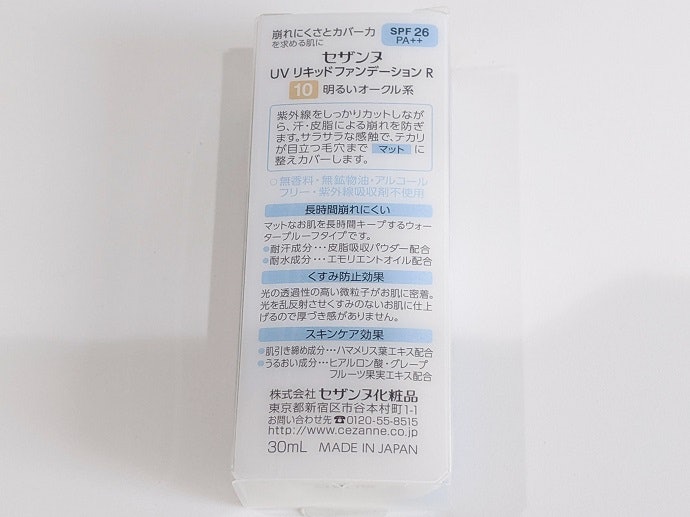 崩れにくさとカバー力
を求める肌に
SPF 26
PA++
セザンヌ
UV リキッドファンデーション R
10 明るいオークル系
紫外線をしっかりカットしなが
ら、汗・皮脂による崩れを防ぎ
ます。サラサラな感触で、テカリ
が目立つ毛穴まで マット に
整えカバーします。
○無香料・無鉱物油・アルコール
フリー・紫外線吸収剤不使用
長時間崩れにくい
マットなお肌を長時間キープするウォー
タープルーフタイプです。
●耐汗成分…皮脂吸収パウダー配合
●耐水成分…エモリエントオイル配合
くすみ防止効果
光の透過性の高い微粒子がお肌に密着。
光を乱反射させくすみのないお肌に仕上
げるので厚づき感がありません。
スキンケア効果
●肌引き締め成分…ハマメリス葉エキス配合
●うるおい成分…ヒアルロン酸・グレープ
フルーツ果実エキス配合
株式会社 セザンヌ化粧品
東京都新宿区市谷本村町1-1
お問い合わせ先 ☎0120-55-8515
http://www.cezanne.co.jp
30mL MADE IN JAPAN